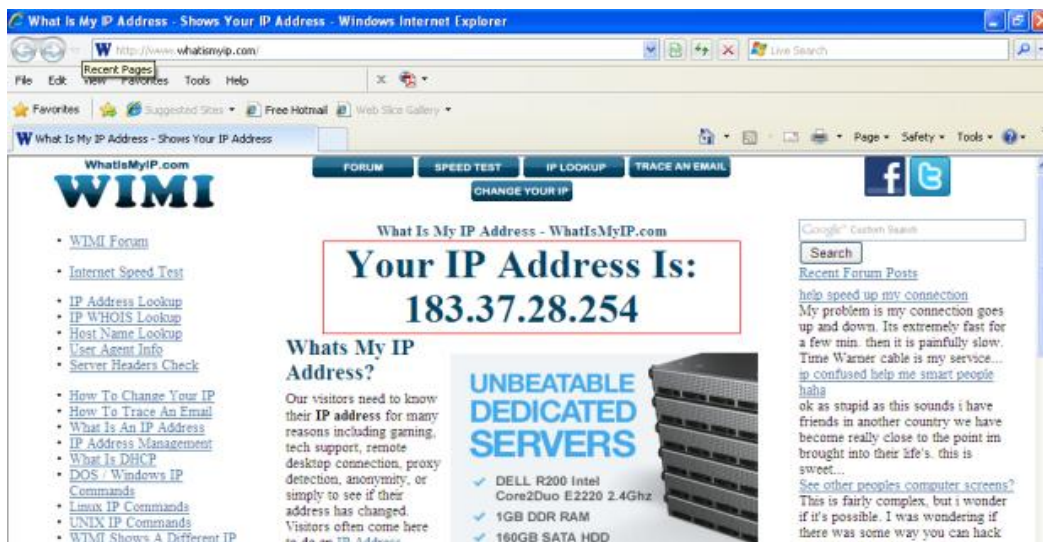 What Is My IP Address - Shows Your IP Address - Windows Internet Explorer
http://www.whatismyip.com/
Live Search
Recent Pages
File Edit View Favorites Tools Help
Favorites Suggested Sites Free Hotmail Web Slice Gallery
What Is My IP Address - Shows Your IP Address
Page Safety Tools
WhatIsMyIP.com
WIMI
FORUM SPEED TEST IP LOOKUP TRACE AN EMAIL
CHANGE YOUR IP
WIMI Forum
Internet Speed Test
IP Address Lookup
IP WHOIS Lookup
Host Name Lookup
User Agent Info
Server Headers Check
How To Change Your IP
How To Trace An Email
What Is An IP Address
IP Address Management
What Is DHCP
DOS / Windows IP
Commands
Linux IP Commands
UNIX IP Commands
WIMI Shows A Different IP
What Is My IP Address - WhatIsMyIP.com
Your IP Address Is:
183.37.28.254
Whats My IP
Address?
Our visitors need to know
their IP address for many
reasons including gaming,
tech support, remote
desktop connection, proxy
detection, anonymity, or
simply to see if their
address has changed.
Visitors often come here
to do an IP Address
UNBEATABLE
DEDICATED
SERVERS
DELL R200 Intel
Core2Duo E2220 2.4Ghz
1GB DDR RAM
160GB SATA HDD
f
Google Custom Search
Search
Recent Forum Posts
help speed up my connection
My problem is my connection goes
up and down. Its extremely fast for
a few min. then it is painfully slow.
Time Warner cable is my service...
ip confused help me smart people
haha
ok as stupid as this sounds i have
friends in another country we have
become really close to the point im
brought into their life's. this is
sweet...
See other peoples computer screens?
This is fairly complex, but i wonder
if it's possible. I was wondering if
there was some way you can hack